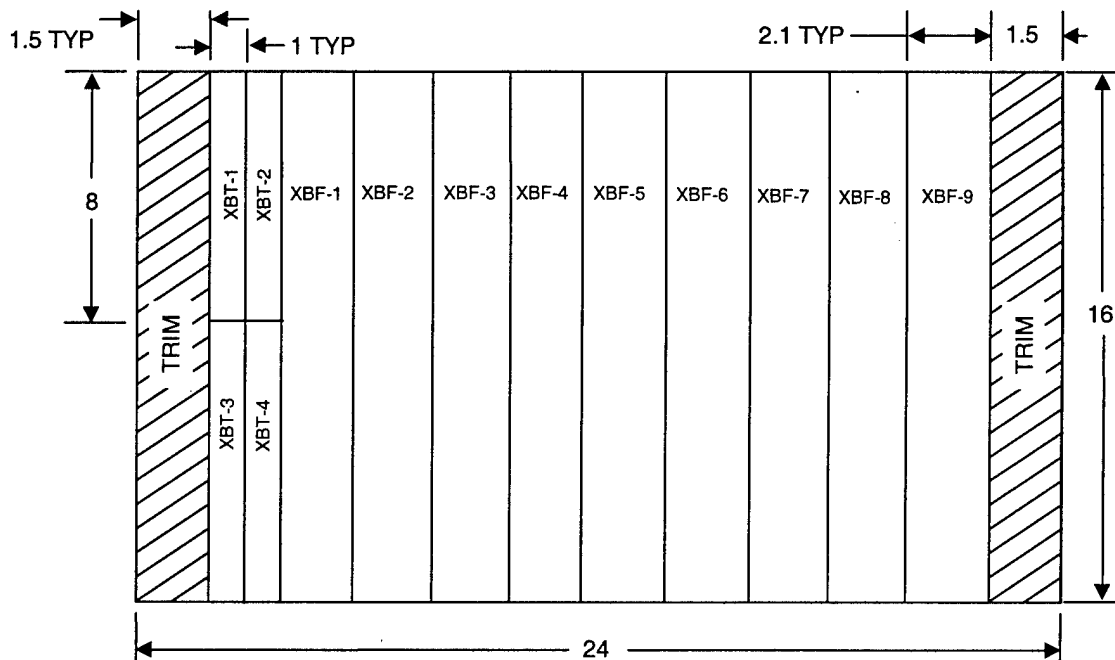 1.5 TYP
1 TYP
2.1 TYP
1.5
8
XBT-1
XBT-2
XBF-1
XBF-2
XBF-3
XBF-4
XBF-5
XBF-6
XBF-7
XBF-8
XBF-9
TRIM
TRIM
16
XBT-3
XBT-4
24